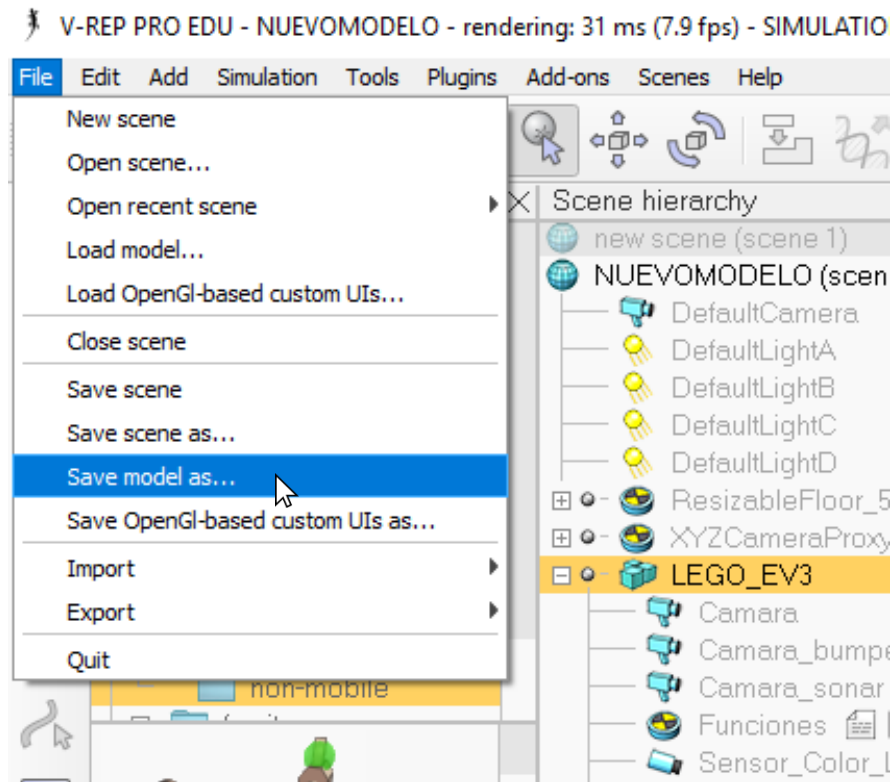 V-REP PRO EDU - NUEVOMODELO - rendering: 31 ms (7.9 fps) - SIMULATIO
File Edit Add Simulation Tools Plugins Add-ons Scenes Help
New scene
Open scene...
Open recent scene
Load model...
Load OpenGl-based custom UIs...
Close scene
Save scene
Save scene as...
Save model as...
Save OpenGl-based custom UIs as...
Import
Export
Quit
non-mobile
Scene hierarchy
new scene (scene 1)
NUEVOMODELO (scen
DefaultCamera
DefaultLightA
DefaultLightB
DefaultLightC
DefaultLightD
ResizableFloor_5
XYZCameraProxy
LEGO_EV3
Camara
Camara_bumpe
Camara_sonar
Funciones
Sensor_Color_L